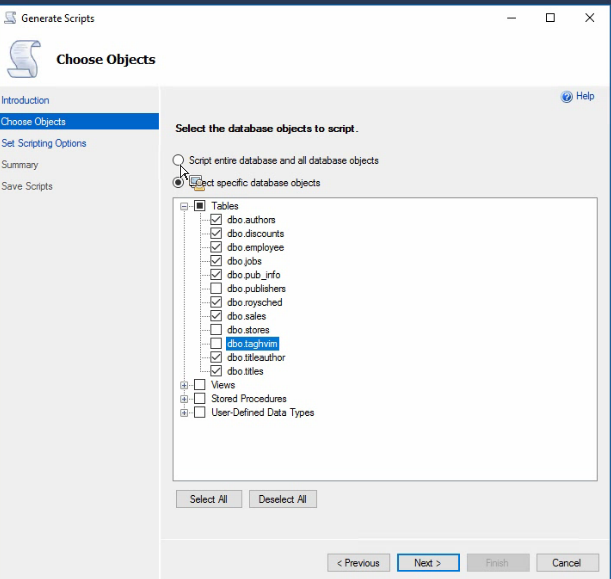 Generate Scripts
Choose Objects
Help
Introduction
Choose Objects
Set Scripting Options
Summary
Save Scripts
Select the database objects to script.
Script entire database and all database objects
specific database objects
Tables
dbo.authors
dbo.discounts
dbo.employee
dbo.jobs
dbo.pub_info
dbo.publishers
dbo.roysched
dbo.sales
dbo.stores
dbo.taghvim
dbo.titleauthor
dbo.titles
Views
Stored Procedures
User-Defined Data Types
Select All
Deselect All
< Previous
Next >
Finish
Cancel